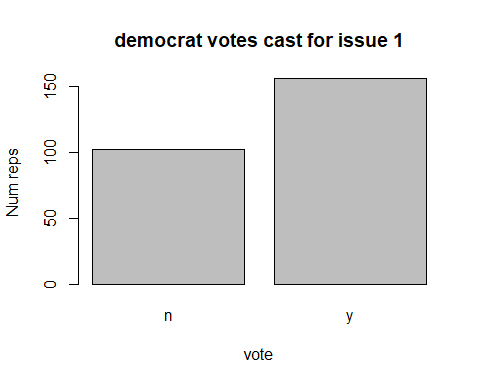 democrat votes cast for issue 1
Num reps
150
100
50
0
n y
vote